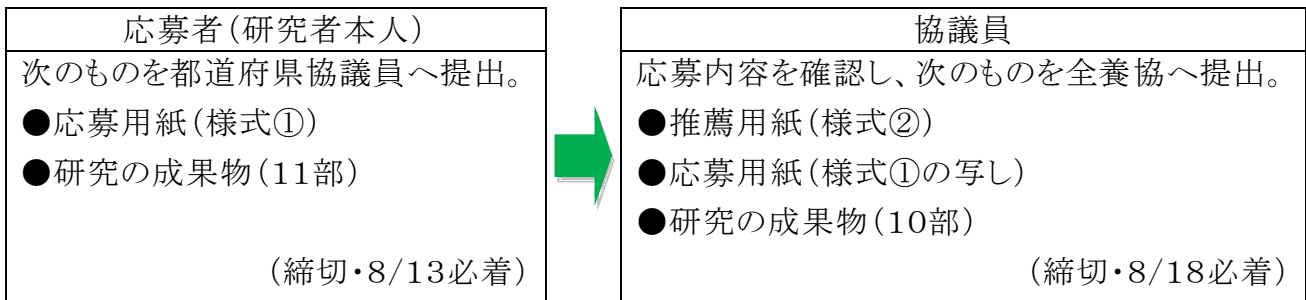 応募者(研究者本人)
次のものを都道府県協議員へ提出。
●応募用紙(様式①)
●研究の成果物(11部)
(締切・8/13必着)
協議員
応募内容を確認し、次のものを全養協へ提出。
●推薦用紙(様式②)
●応募用紙(様式①の写し)
●研究の成果物(10部)
(締切・8/18必着)